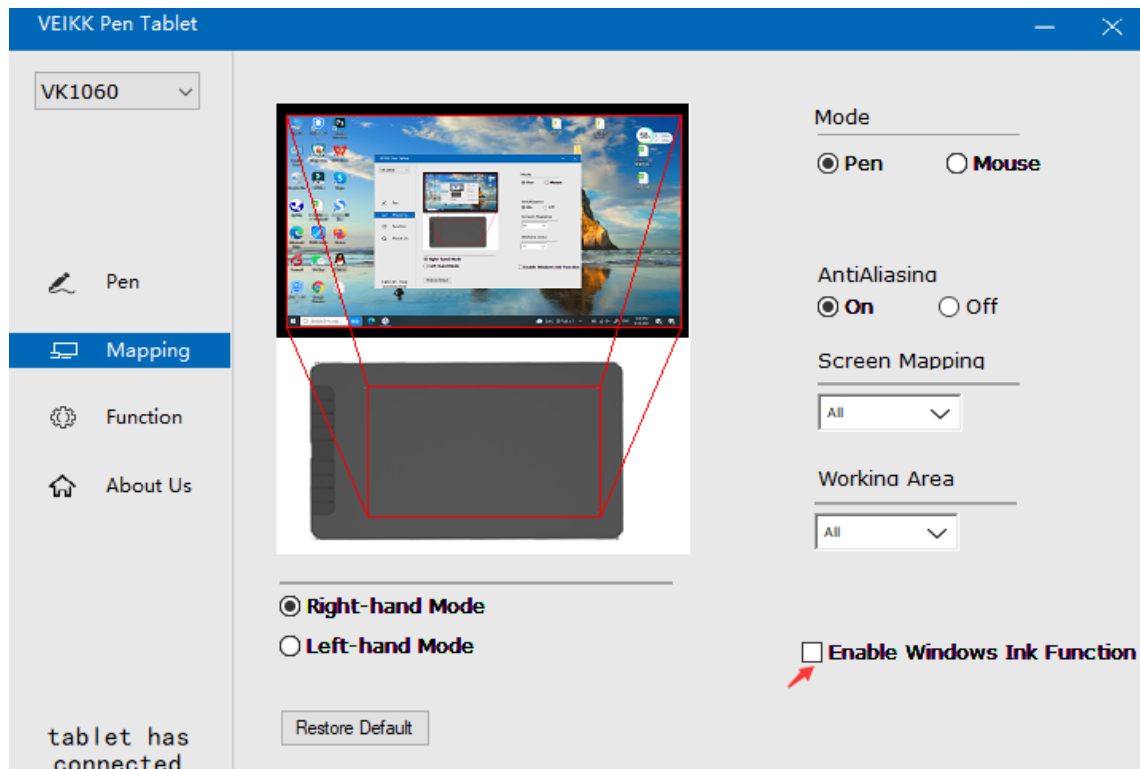 VEIKK Pen Tablet
VK1060
Pen
Mapping
Function
About Us
tablet has
connected
Right-hand Mode
Left-hand Mode
Restore Default
Mode
Pen Mouse
AntiAliasing
On Off
Screen Mapping
All
Working Area
All
Enable Windows Ink Function